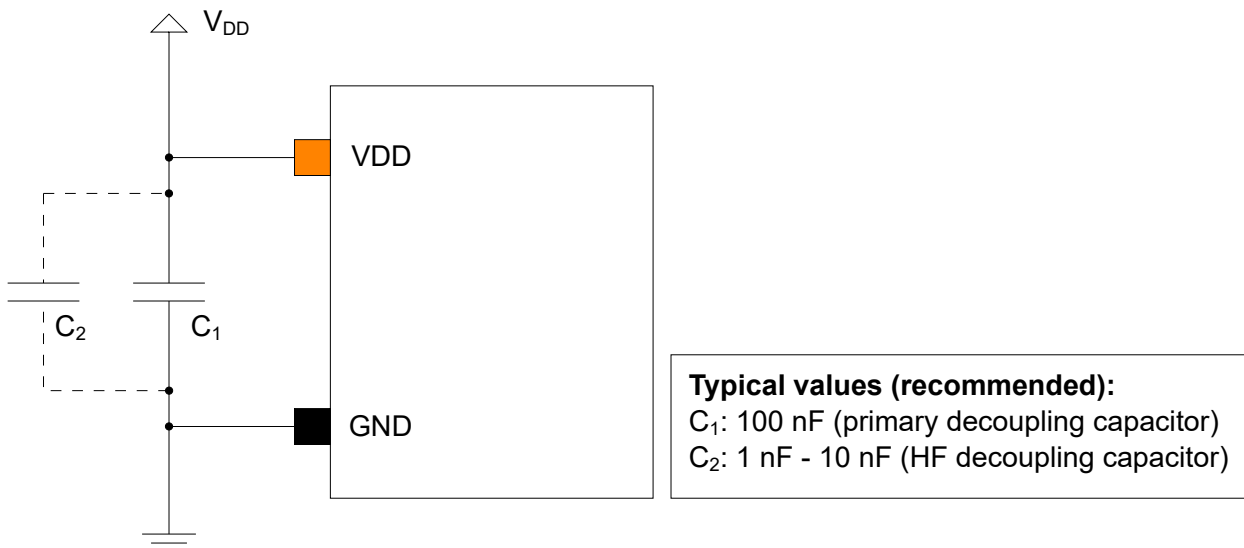 V_DD
VDD
C₂
C₁
GND
Typical values (recommended):
C₁: 100 nF (primary decoupling capacitor)
C₂: 1 nF - 10 nF (HF decoupling capacitor)